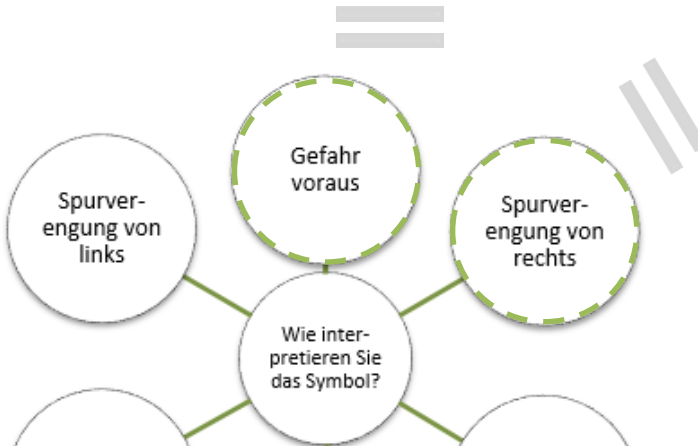 Gefahr
voraus
Spurver-
engung von
links
Spurver-
engung von
rechts
Wie inter-
pretieren Sie
das Symbol?